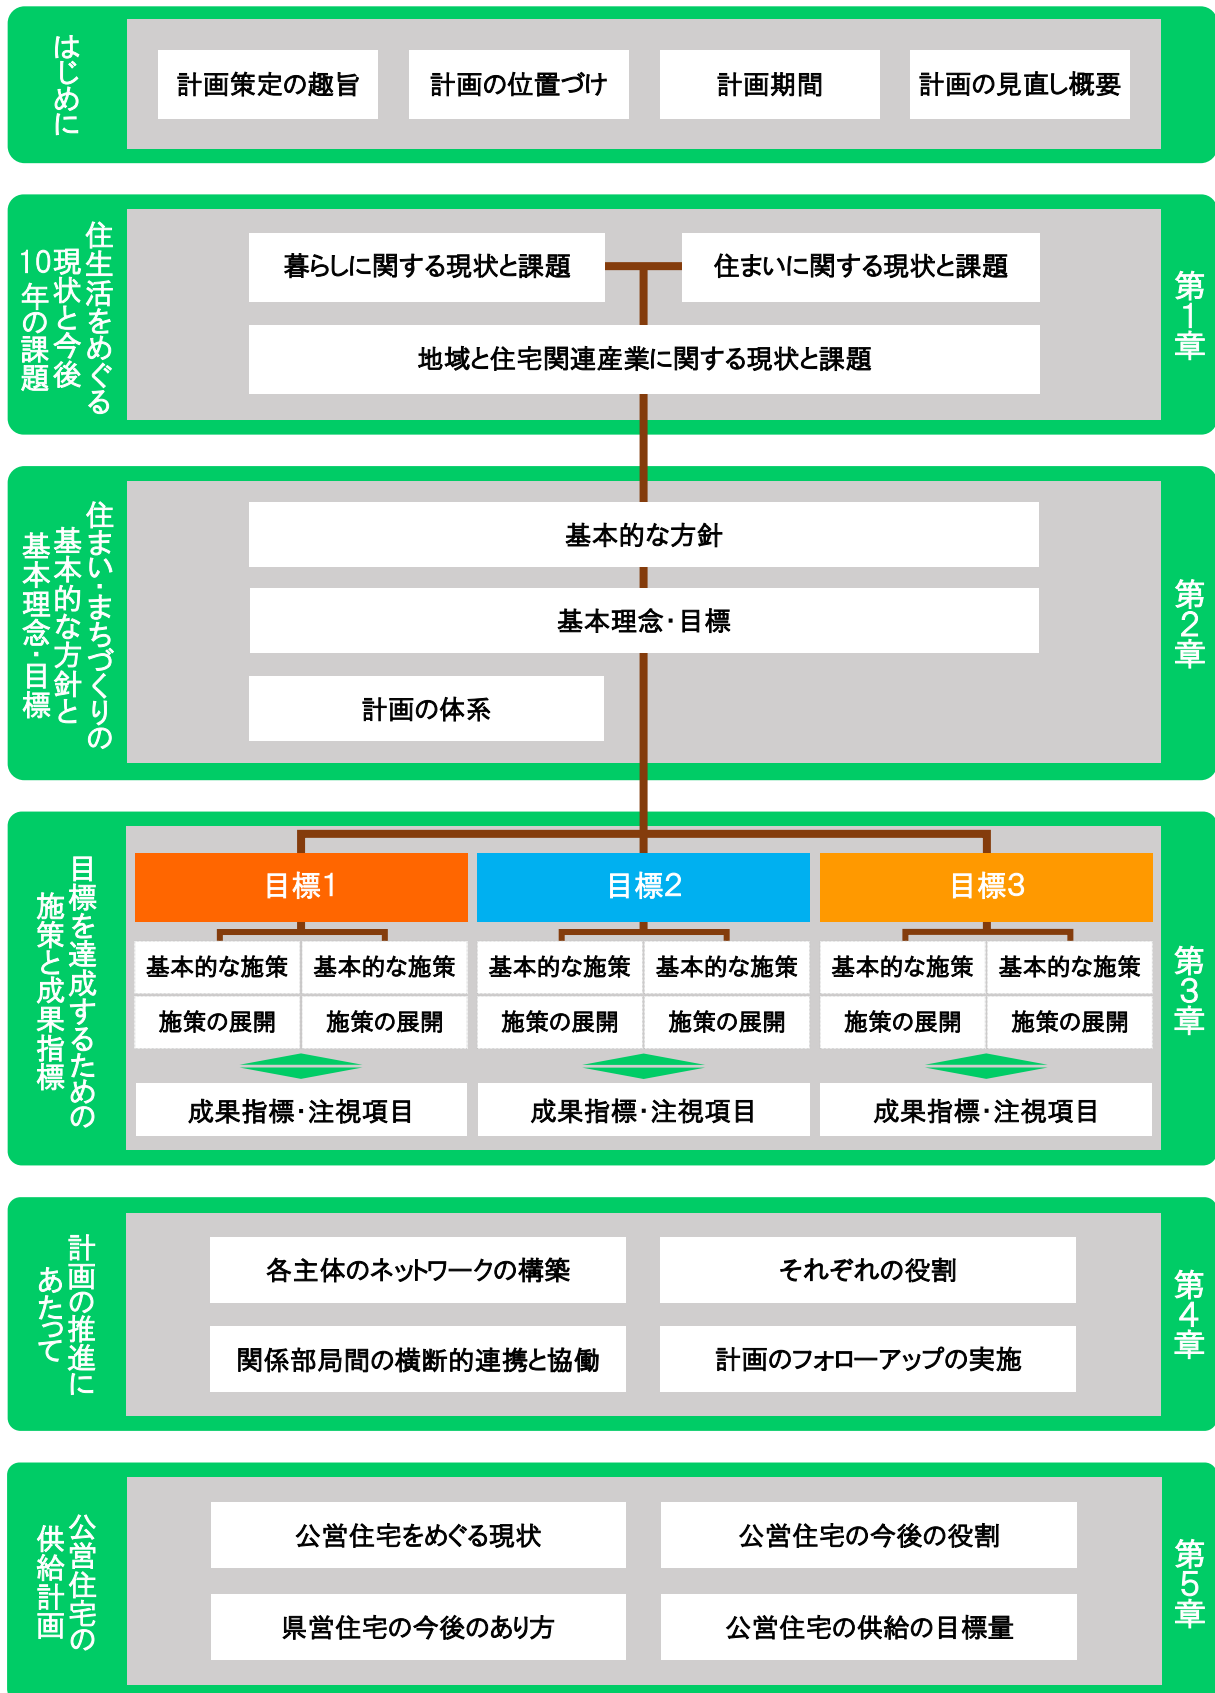 はじめに
計画策定の趣旨
計画の位置づけ
計画期間
計画の見直し概要
住生活をめぐる
現状と今後
10年の課題
暮らしに関する現状と課題
住まいに関する現状と課題
地域と住宅関連産業に関する現状と課題
第1章
住まい・まちづくりの
基本的な方針と
基本理念・目標
基本的な方針
基本理念・目標
計画の体系
第2章
目標を達成するための
施策と成果指標
目標1
目標2
目標3
基本的な施策
基本的な施策
基本的な施策
基本的な施策
基本的な施策
基本的な施策
施策の展開
施策の展開
施策の展開
施策の展開
施策の展開
施策の展開
成果指標・注視項目
成果指標・注視項目
成果指標・注視項目
第3章
計画の推進に
あたって
各主体のネットワークの構築
それぞれの役割
関係部局間の横断的連携と協働
計画のフォローアップの実施
第4章
公営住宅の
供給計画
公営住宅をめぐる現状
公営住宅の今後の役割
県営住宅の今後のあり方
公営住宅の供給の目標量
第5章